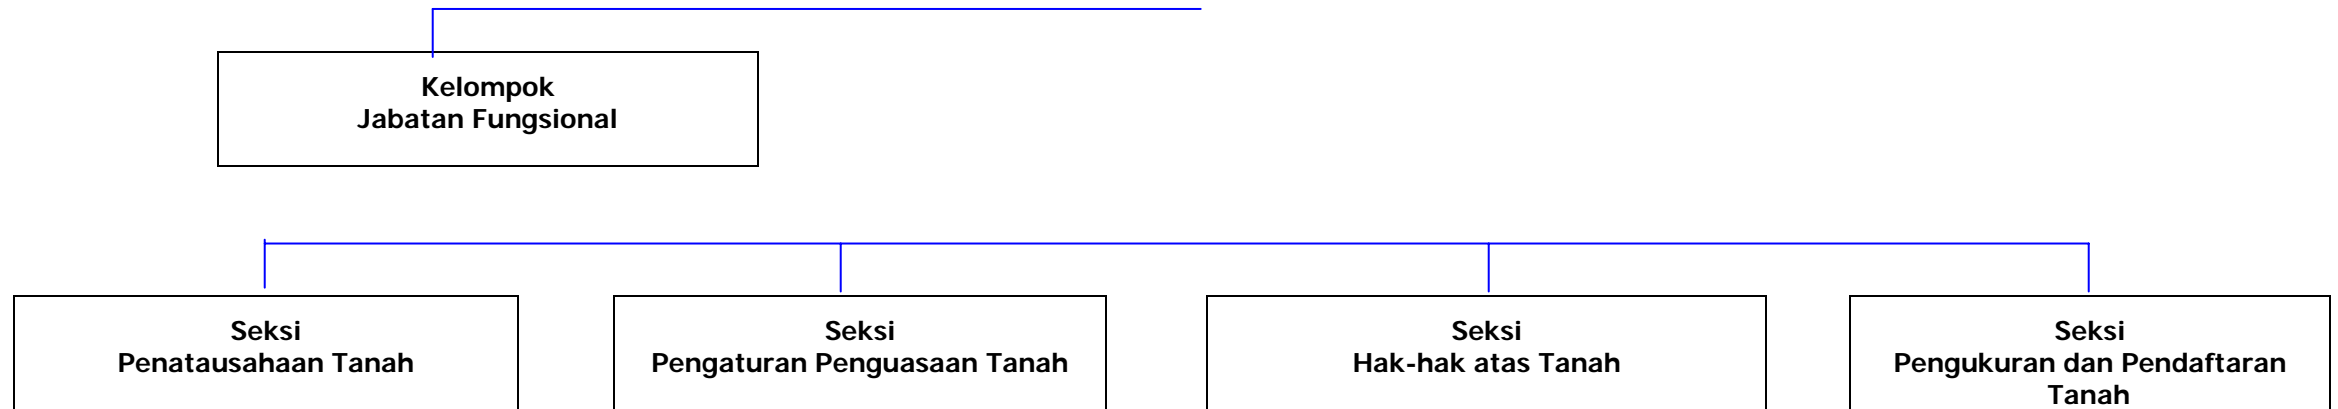 Kelompok
Jabatan Fungsional
Seksi
Penatausahaan Tanah
Seksi
Pengaturan Penguasaan Tanah
Seksi
Hak-hak atas Tanah
Seksi
Pengukuran dan Pendaftaran
Tanah